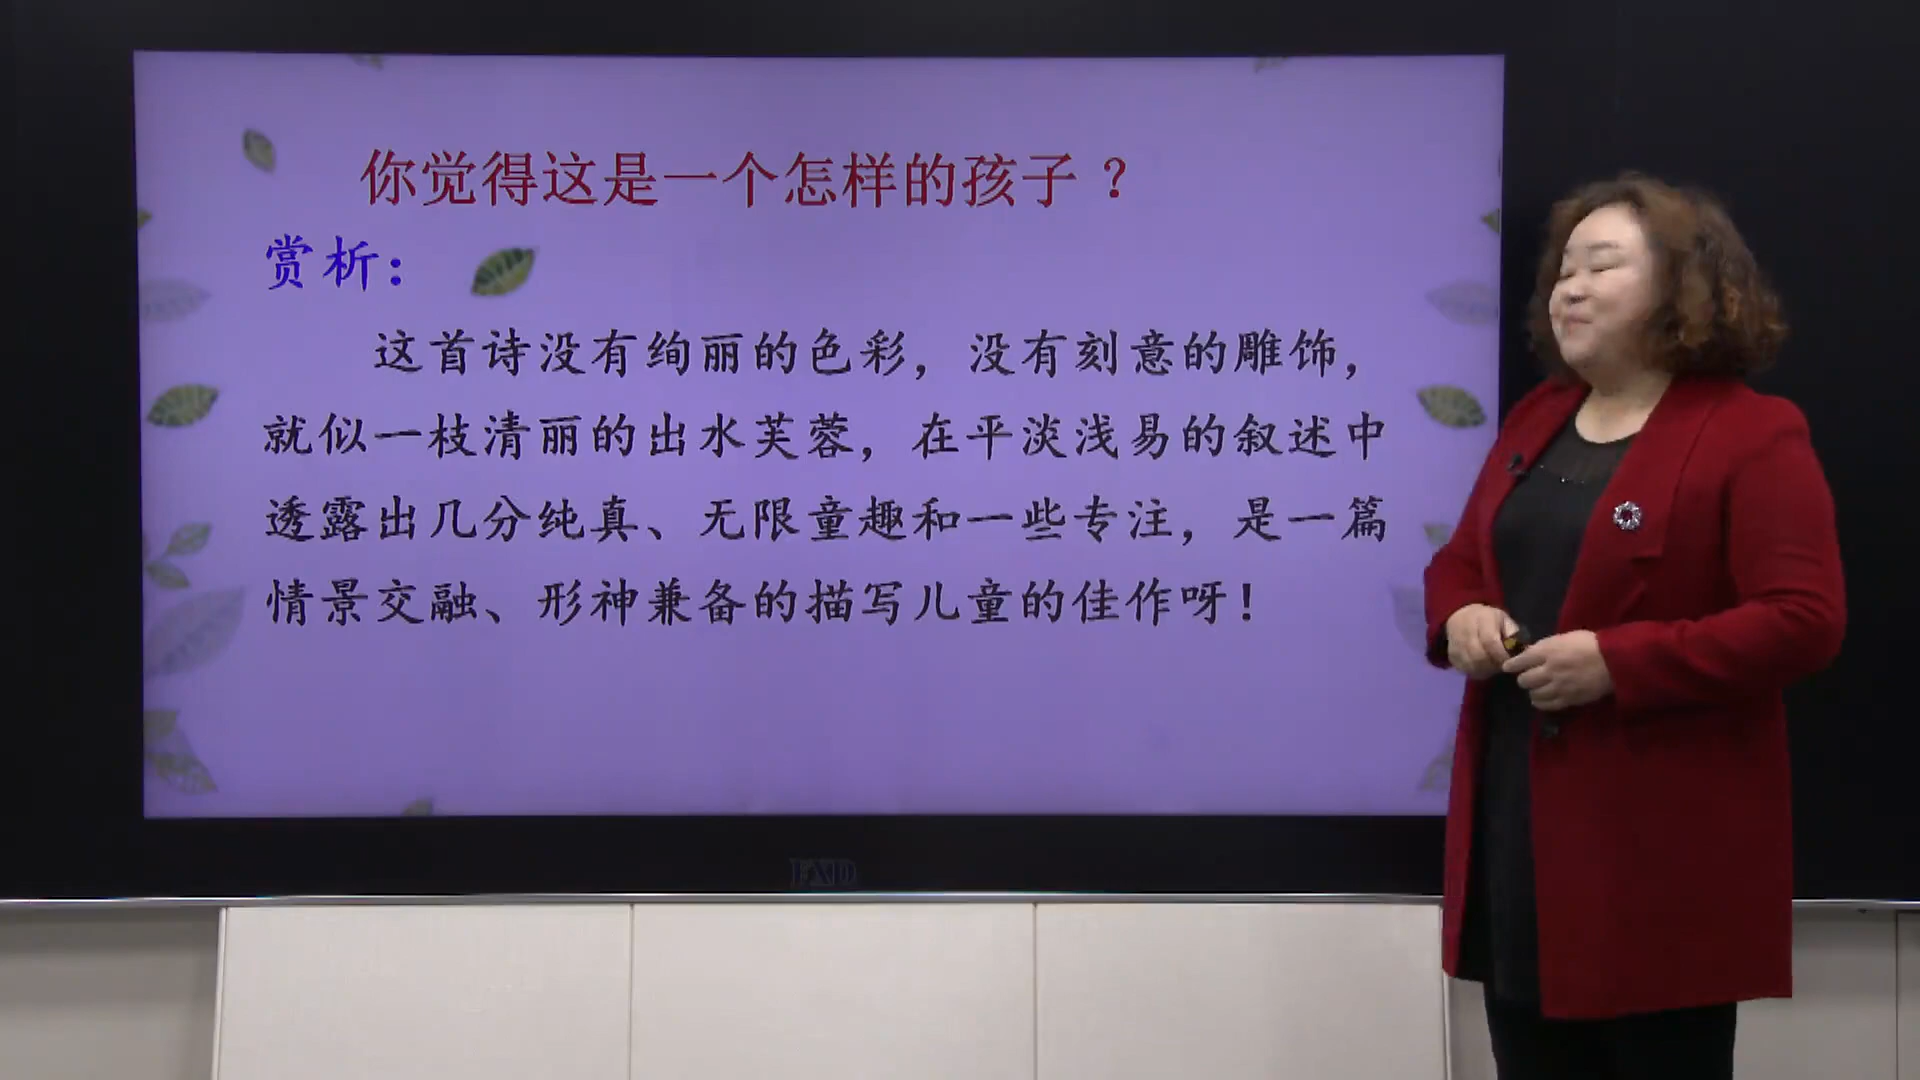 你觉得这是一个怎样的孩子？
赏析：
这首诗没有绚丽的色彩，没有刻意的雕饰，
就似一枝清丽的出水芙蓉，在平淡浅易的叙述中
透露出几分纯真、无限童趣和一些专注，是一篇
情景交融、形神兼备的描写儿童的佳作呀！
FXD